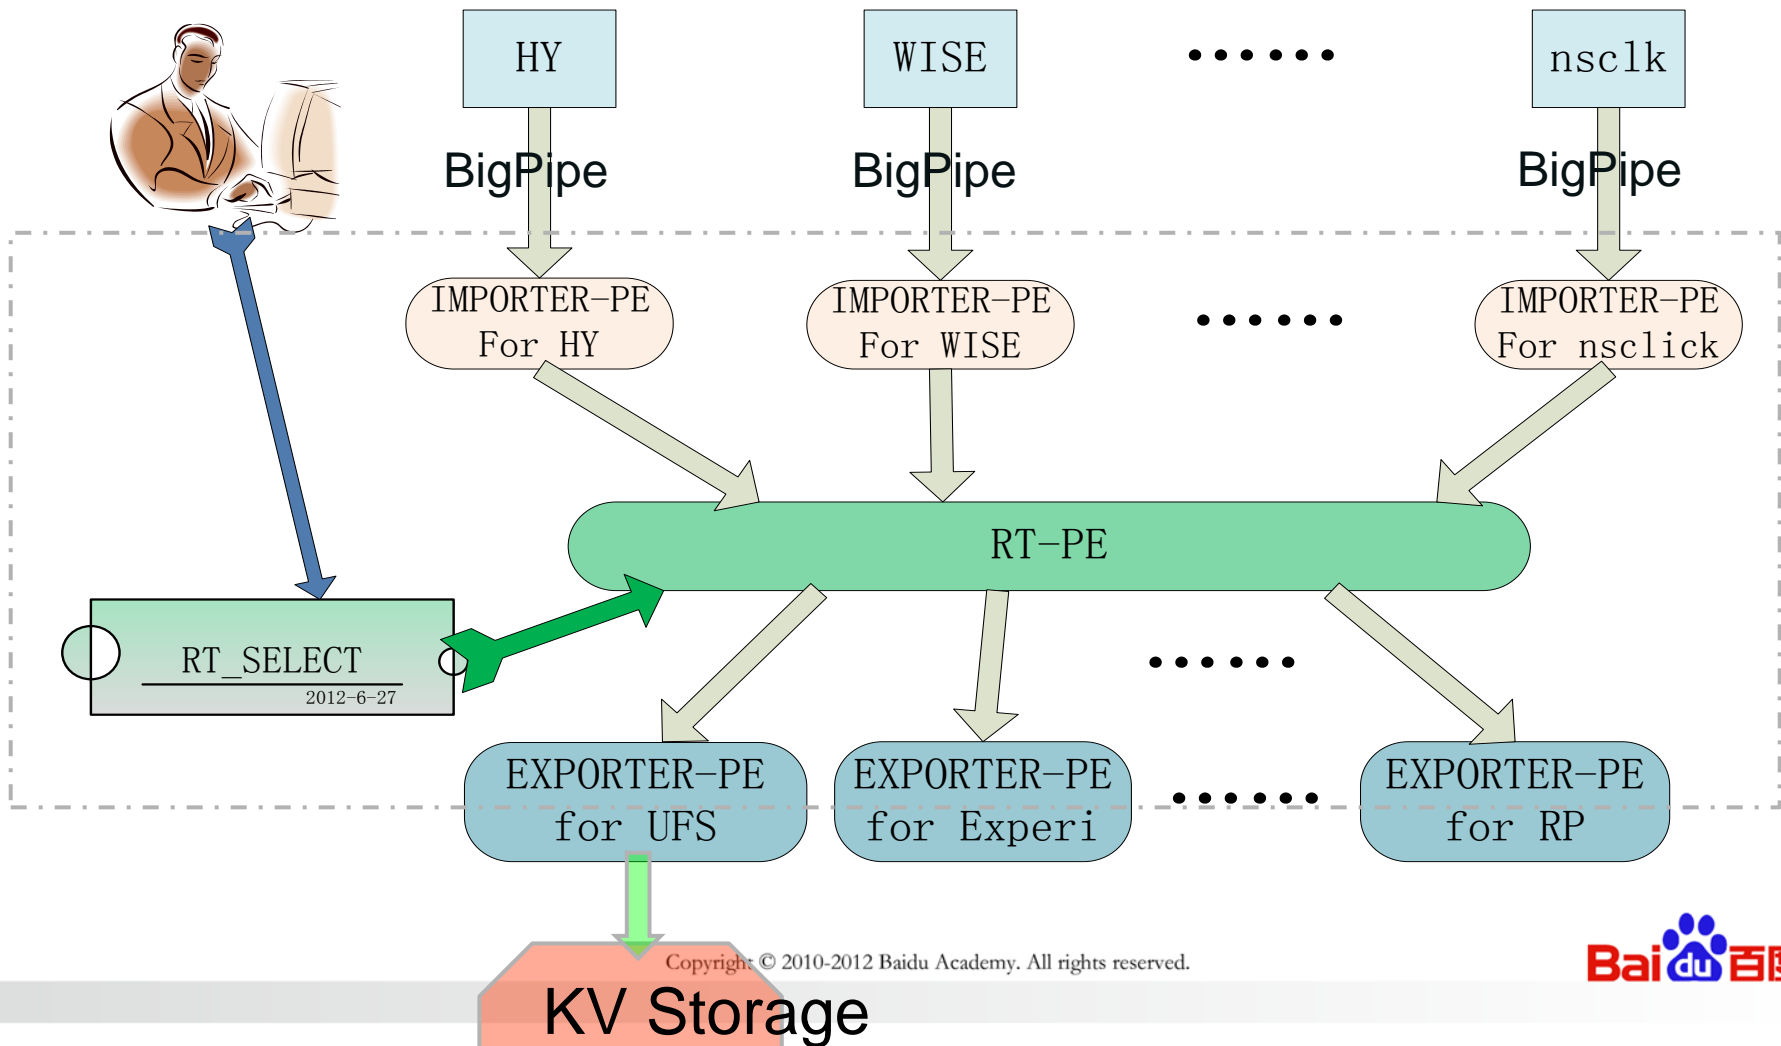 HY
WISE
······
nsclk
BigPipe
BigPipe
BigPipe
IMPORTER-PE
For HY
IMPORTER-PE
For WISE
······
IMPORTER-PE
For nsclick
RT-PE
RT_SELECT
2012-6-27
······
EXPORTER-PE
for UFS
EXPORTER-PE
for Experi
······
EXPORTER-PE
for RP
Copyright © 2010-2012 Baidu Academy. All rights reserved.
Bai du 百
KV Storage